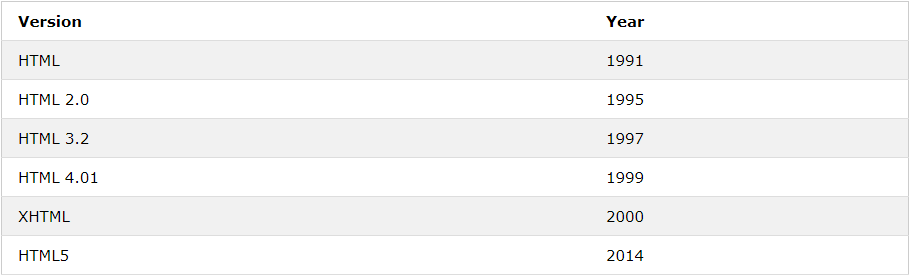 Version Year
HTML 1991
HTML 2.0 1995
HTML 3.2 1997
HTML 4.01 1999
XHTML 2000
HTML5 2014